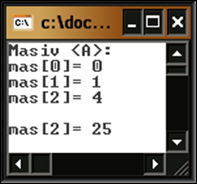 c:\doc...
Masiv <A>:
mas[0]= 0
mas[1]= 1
mas[2]= 4
mas[2]= 25